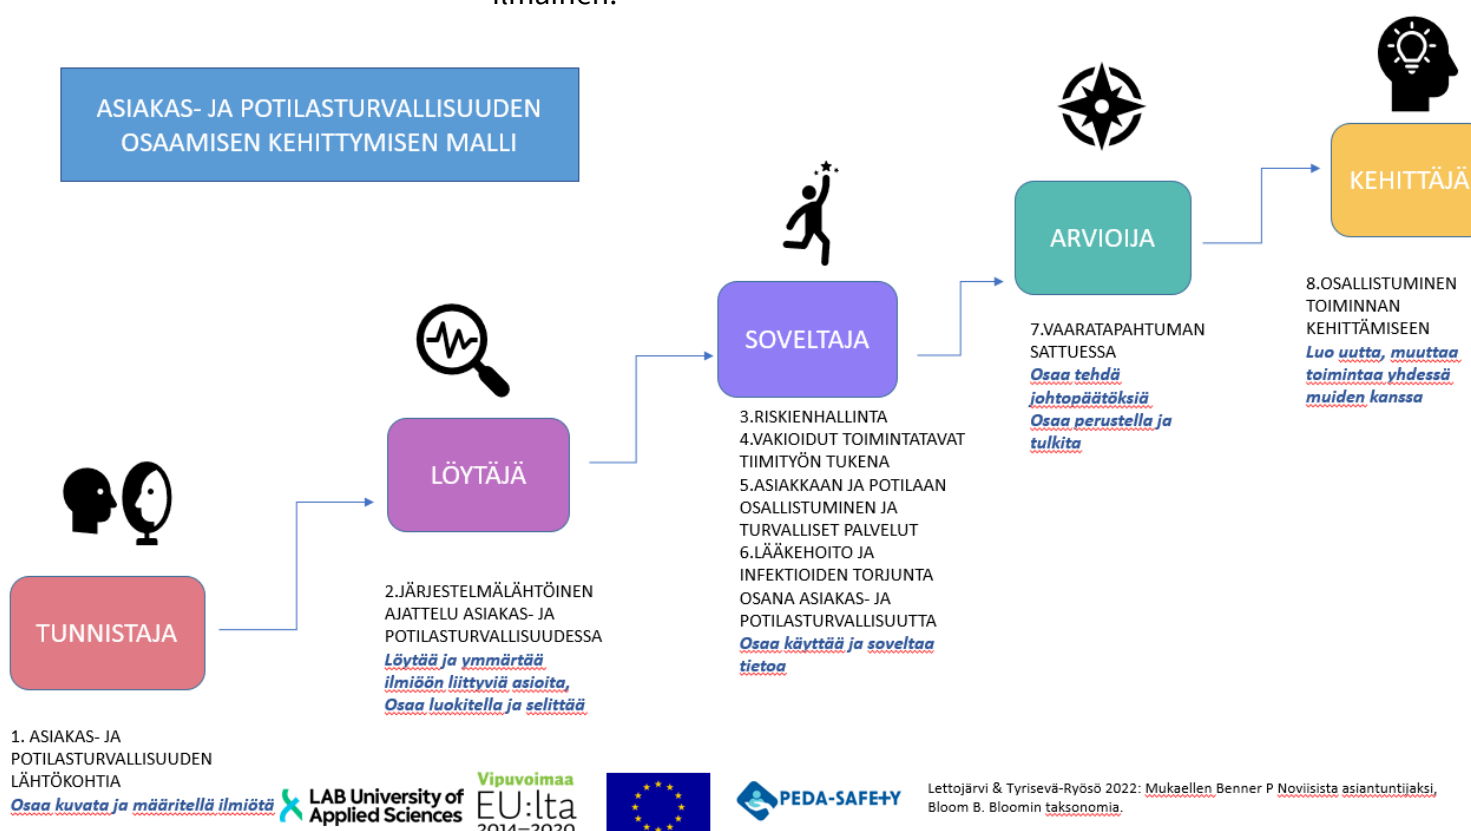 ilmainen.
ASIAKAS- JA POTILASTURVALLISUUDEN
OSAAMISEN KEHITTYMISEN MALLI
TUNNISTAJA
1. ASIAKAS- JA
POTILASTURVALLISUUDEN
LÄHTÖKOHTIA
Osaa kuvata ja määritellä ilmiötä
LÖYTÄJÄ
2.JÄRJESTELMÄLÄHTÖINEN
AJATTELU ASIAKAS- JA
POTILASTURVALLISUUDESSA
Löytää ja ymmärtää
ilmiöön liittyviä asioita,
Osaa luokitella ja selittää
SOVELTAJA
3.RISKIENHALLINTA
4.VAKIOIDUT TOIMINTATAVAT
TIIMITYÖN TUKENA
5.ASIAKKAAN JA POTILAAN
OSALLISTUMINEN JA
TURVALLISET PALVELUT
6.LÄÄKEHOITO JA
INFEKTIOIDEN TORJUNTA
OSANA ASIAKAS- JA
POTILASTURVALLISUUTTA
Osaa käyttää ja soveltaa
tietoa
ARVIOIJA
7.VAARATAPAHTUMAN
SATTUESSA
Osaa tehdä
johtopäätöksiä
Osaa perustella ja
tulkita
KEHITTÄJÄ
8.OSALLISTUMINEN
TOIMINNAN
KEHITTÄMISEEN
Luo uutta, muuttaa
toimintaa yhdessä
muiden kanssa
LAB University of
Applied Sciences
Vipuvoimaa
EU:lta
2014–2020
PEDA-SAFETY
Lettojärvi & Tyrisevä-Ryösö 2022: Mukaellen Benner P Noviisista asiantuntijaksi,
Bloom B. Bloomin taksonomia.